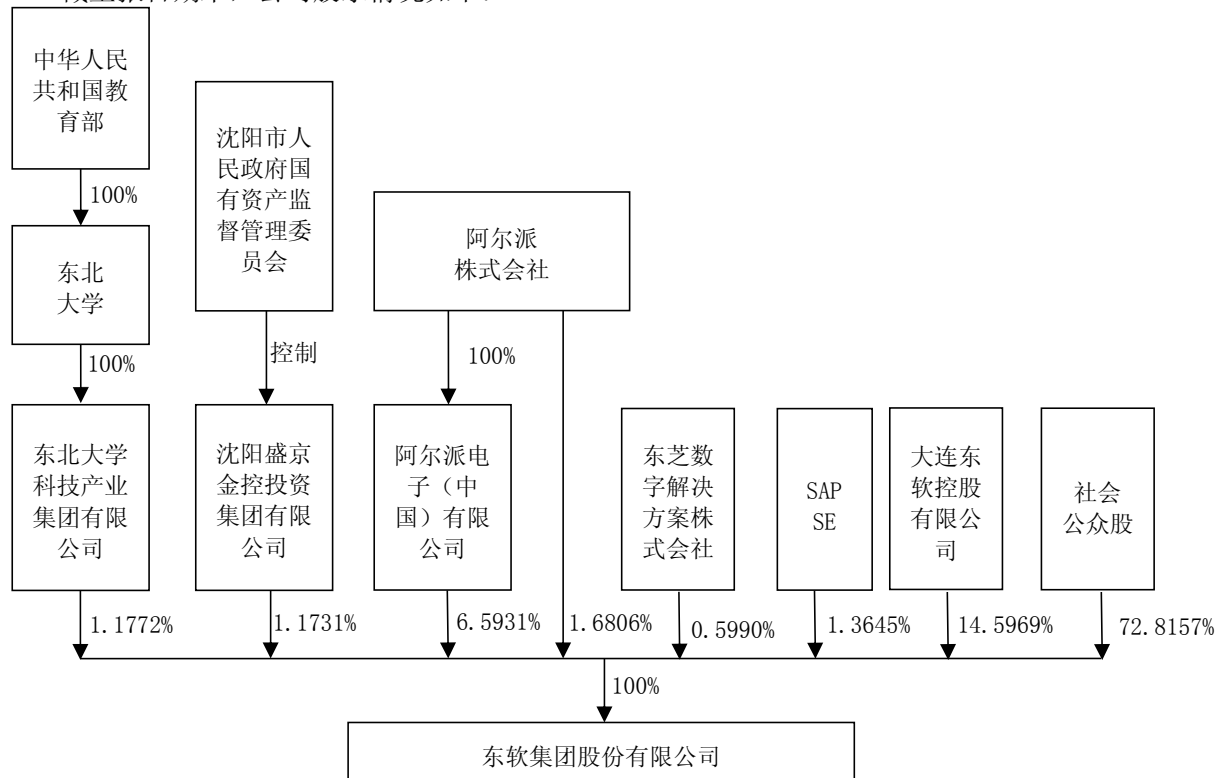 中华人民
共和国教
育部
沈阳市人
民政府国
有资产监
督管理委
员会
100%
阿尔派
株式会社
东北
大学
100%
控制
100%
东北大学
科技产业
集团有限
公司
沈阳盛京
金控投资
集团有限
公司
阿尔派电
子（中
国）有限
公司
东芝数
字解决
方案株
式会社
SAP
SE
大连东
软控股
有限公
司
社会
公众股
1.1772%
1.1731%
6.5931%
1.6806%
0.5990%
1.3645%
14.5969%
72.8157%
100%
东软集团股份有限公司